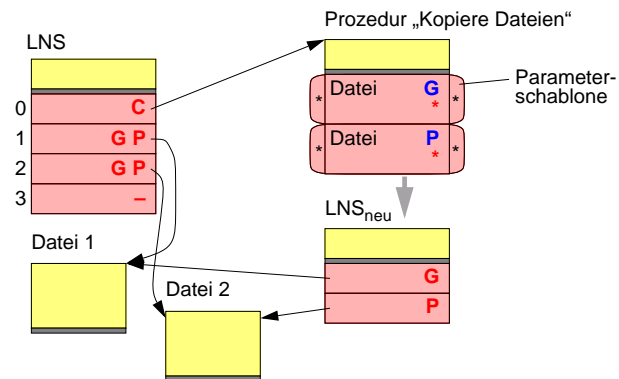 Prozedur „Kopiere Dateien“
LNS
0 C
1 G P
2 G P
3 –
* Datei G * *
* Datei P * *
Parameter-
schablone
LNSneu
G
P
Datei 1
Datei 2